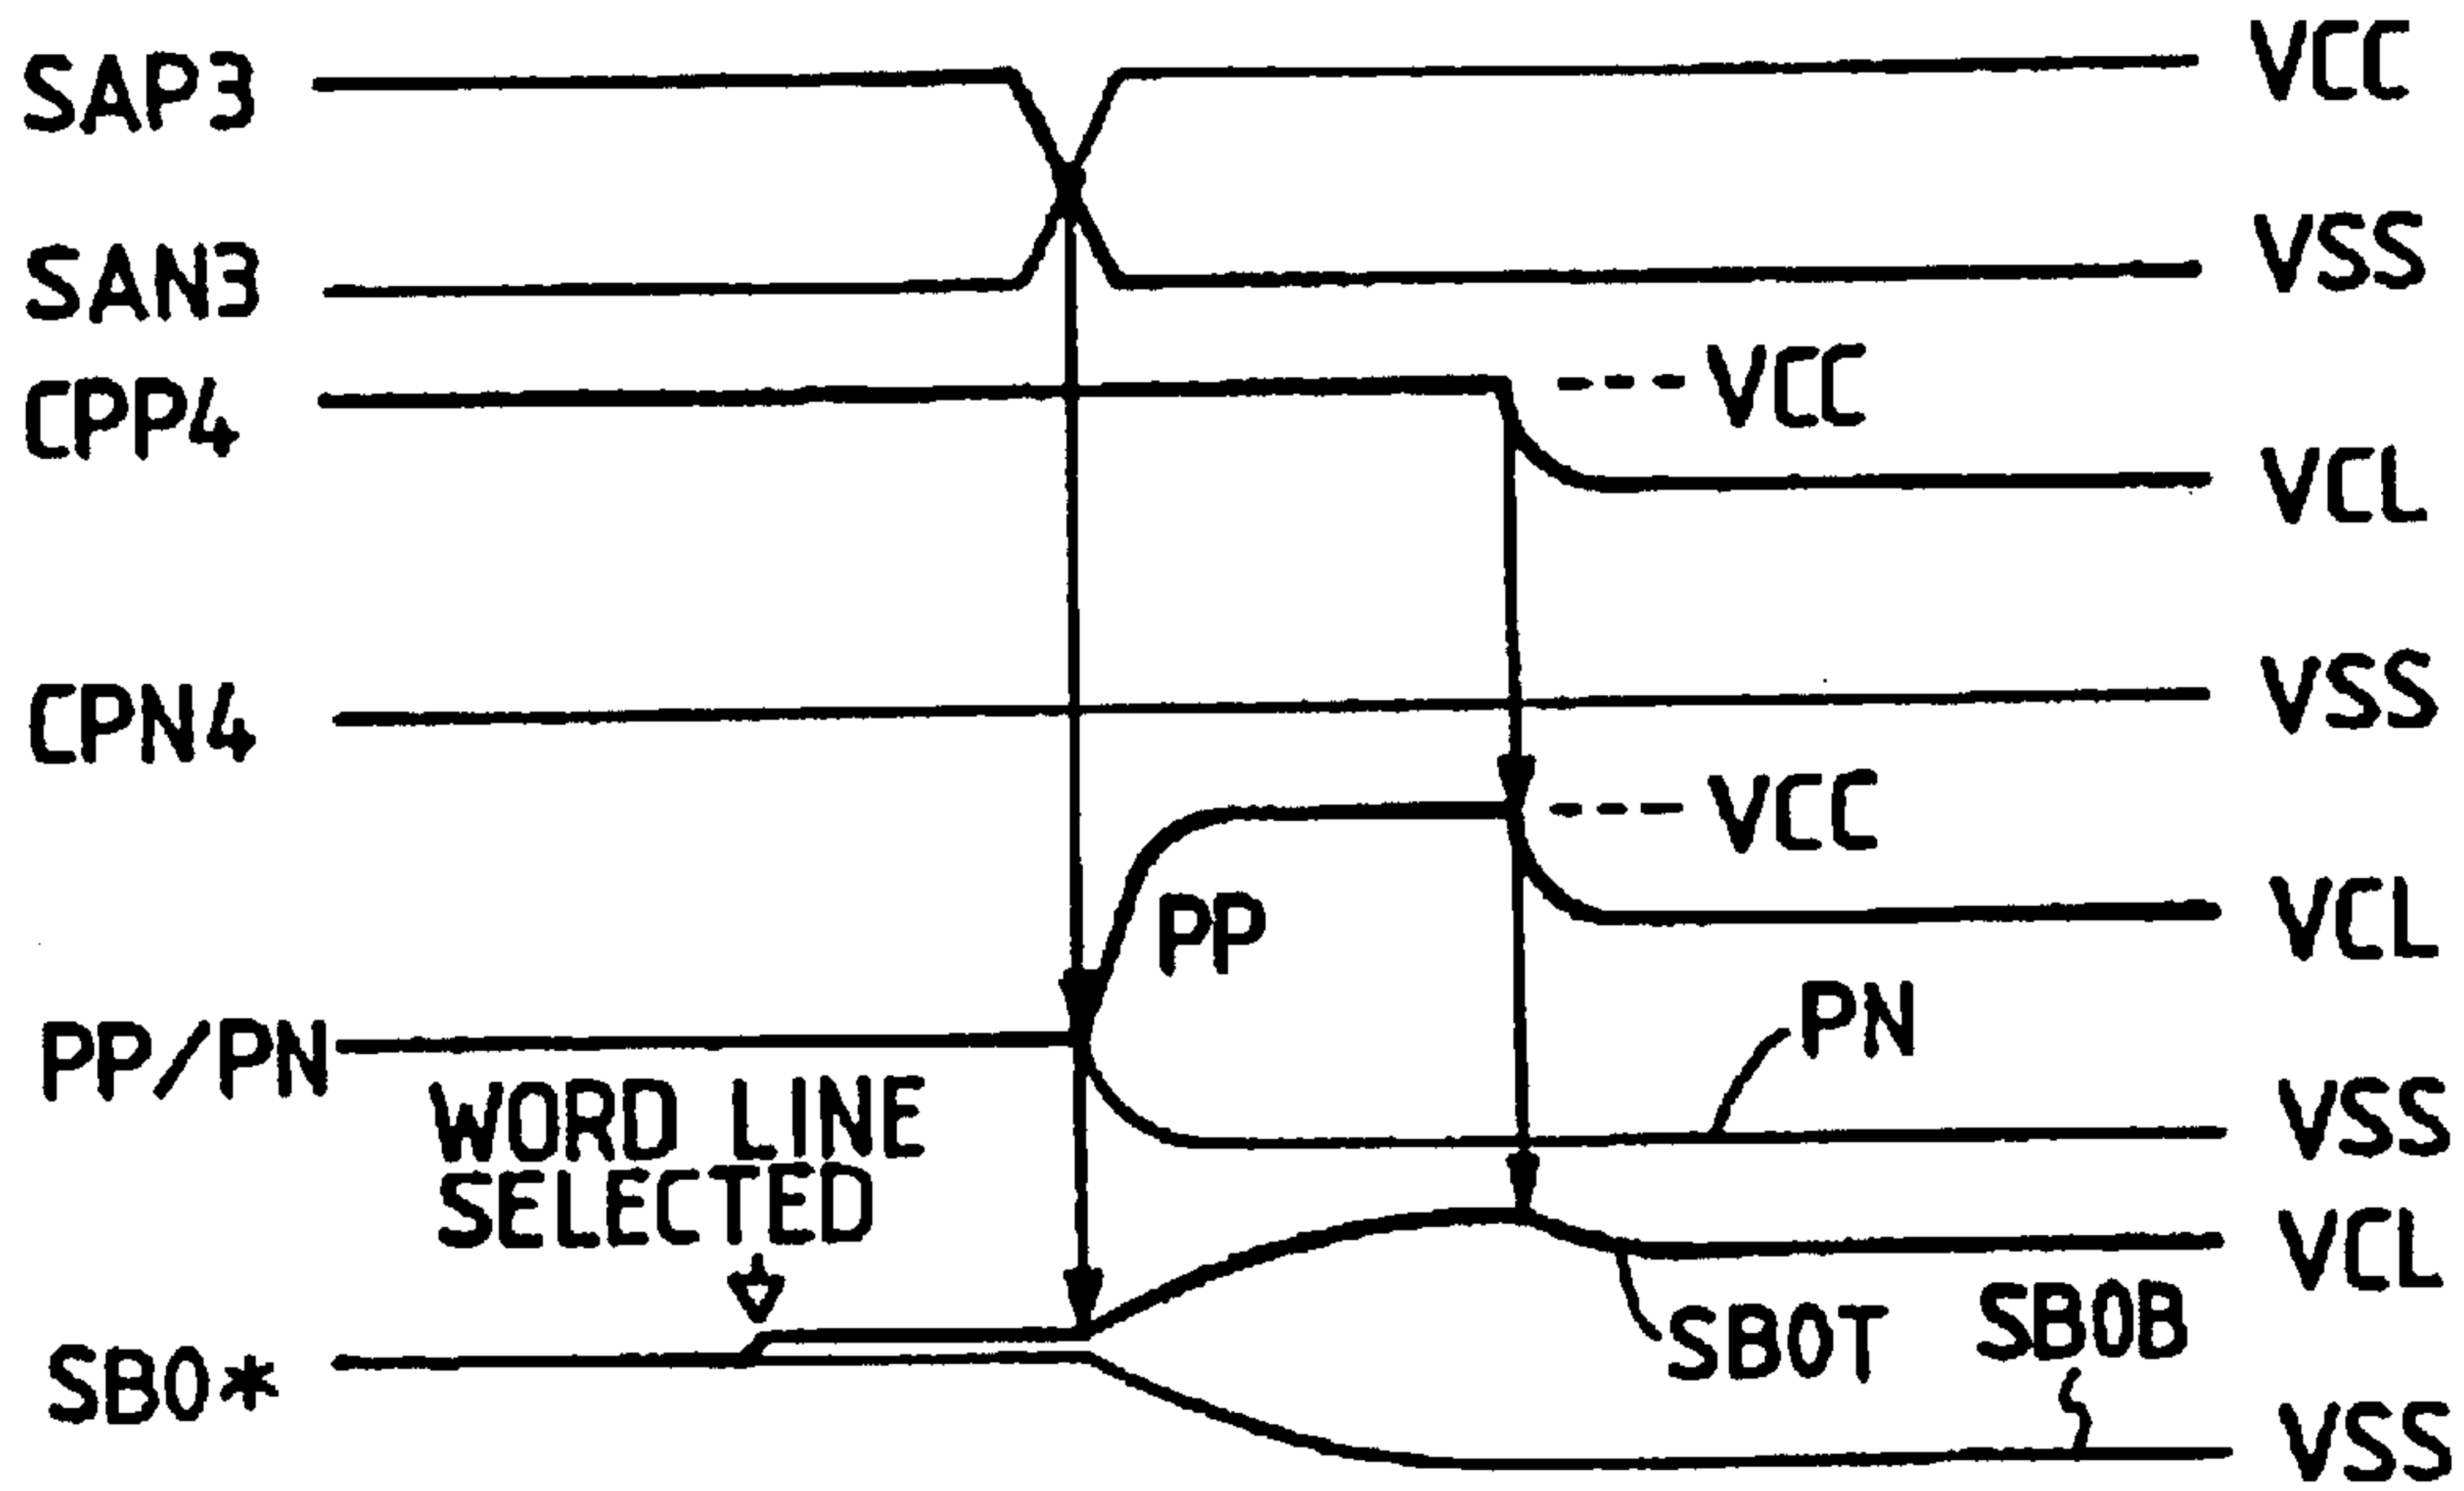 SAP3
VCC
SAN3
VSS
CPP4
--- VCC
VCL
CPN4
VSS
--- VCC
PP
VCL
PN
PP/PN
WORD LINE
SELECTED
VSS
VCL
SB0T
SB0B
SB0*
VSS